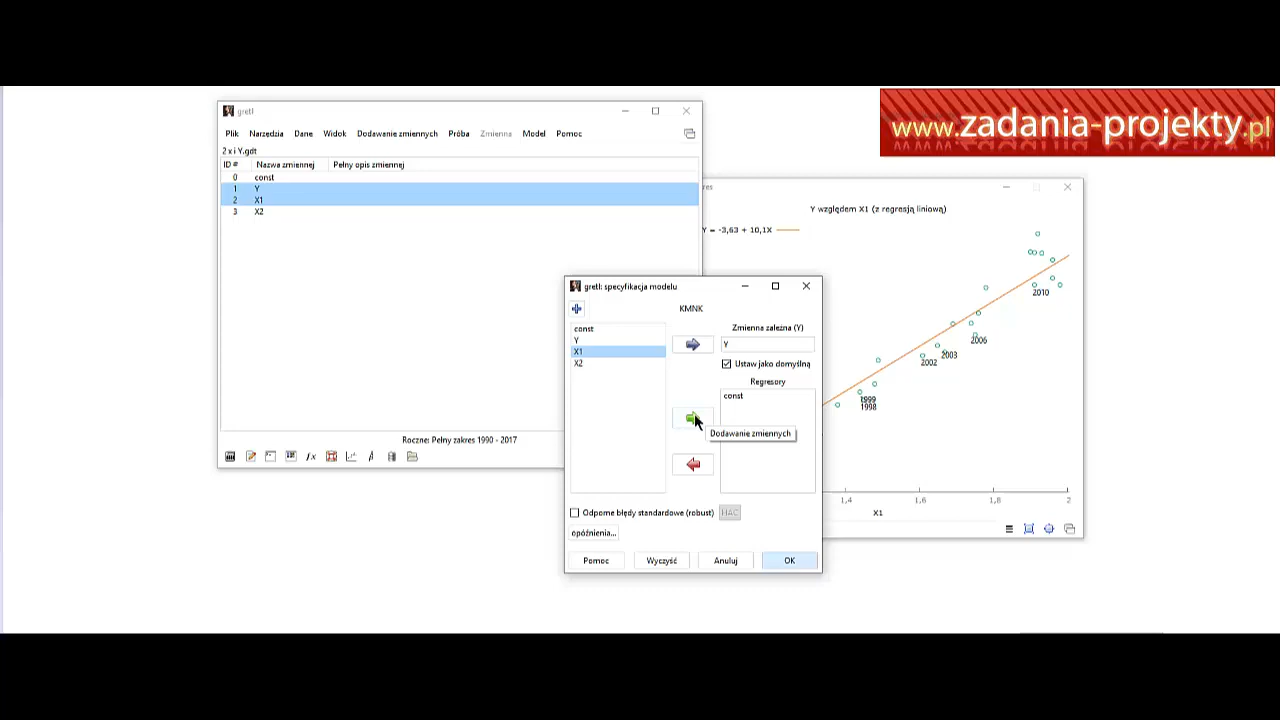 www.zadania-projekty.pl
gretl
Plik Narzędzia Dane Widok Dodawanie zmiennych Próba Zmienna Model Pomoc
2 x i Y.gdt
ID # Nazwa zmiennej Pełny opis zmiennej
0 const
1 Y
2 X1
3 X2
Roczne: Pełny zakres 1990 - 2017
Y względem X1 (z regresją liniową)
Y = -3,63 + 10,1X
2010
2006
2003
2002
1999
1998
1,4 1,6 1,8 2
X1
gretl: specyfikacja modelu
KMNK
const
Y
X1
X2
Zmienna zależna (Y)
Y
Ustaw jako domyślną
Regresory
const
Dodawanie zmiennych
Odporne błędy standardowe (robust) HAC
opóźnienia...
Pomoc Wyczyść Anuluj OK